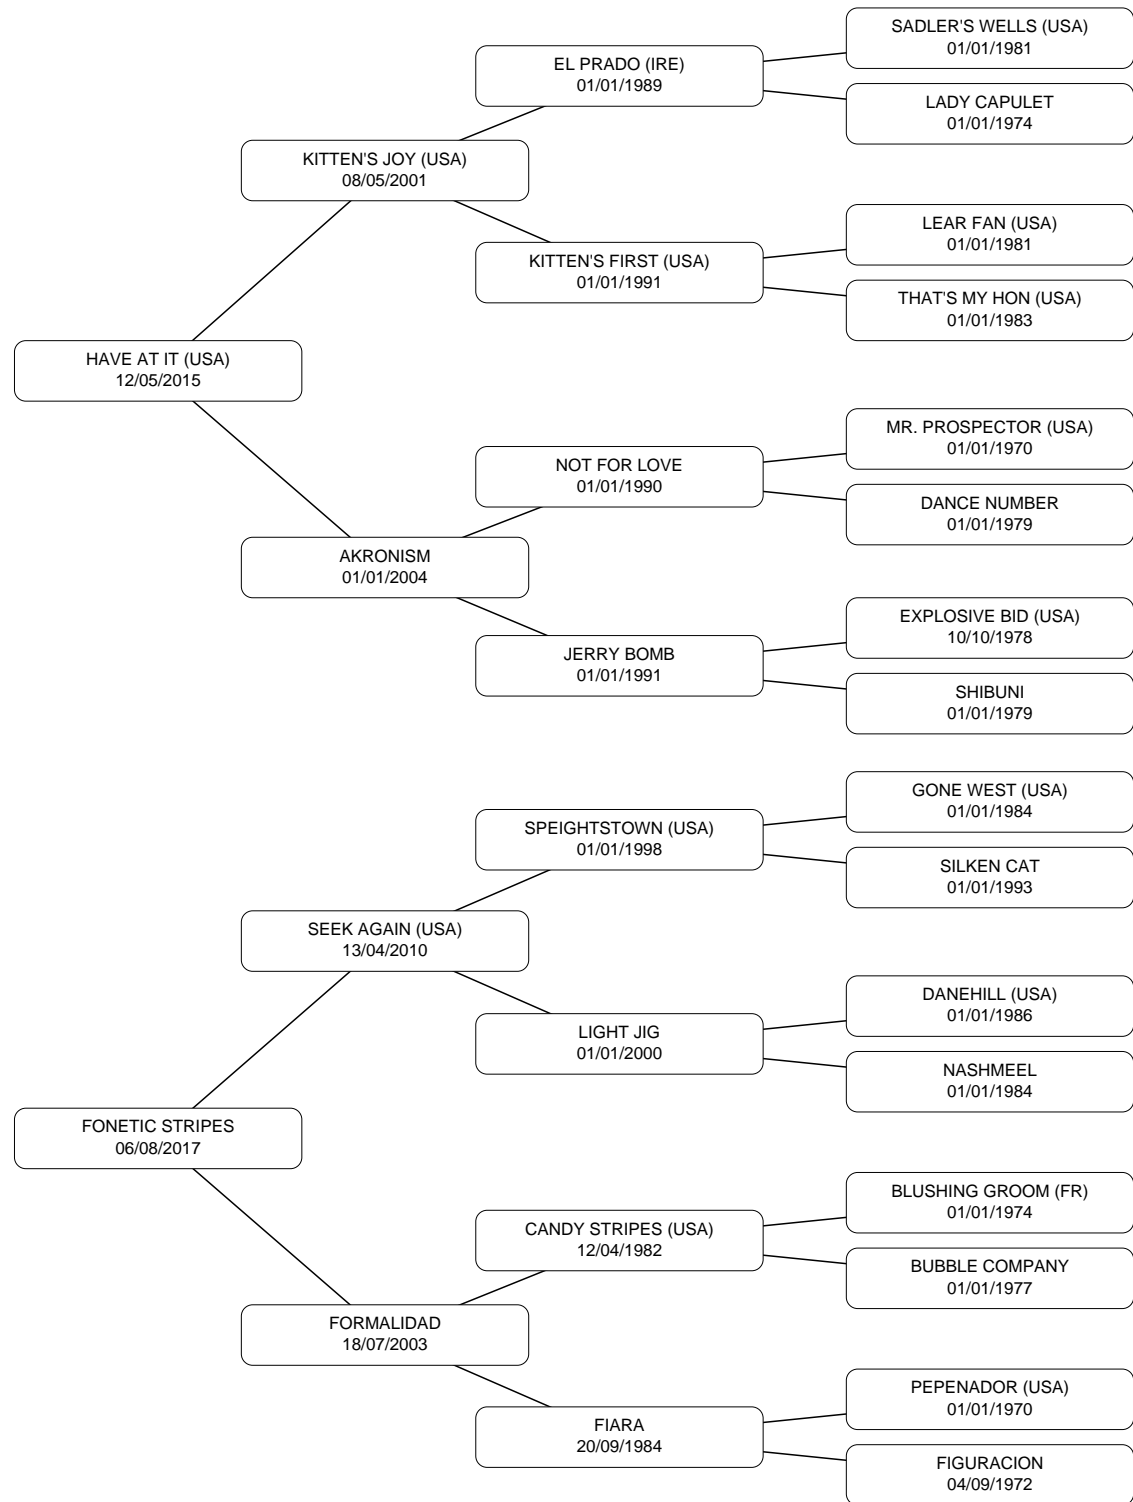 SADLER'S WELLS (USA)
01/01/1981
EL PRADO (IRE)
01/01/1989
LADY CAPULET
01/01/1974
KITTEN'S JOY (USA)
08/05/2001
LEAR FAN (USA)
01/01/1981
KITTEN'S FIRST (USA)
01/01/1991
THAT'S MY HON (USA)
01/01/1983
HAVE AT IT (USA)
12/05/2015
MR. PROSPECTOR (USA)
01/01/1970
NOT FOR LOVE
01/01/1990
DANCE NUMBER
01/01/1979
AKRONISM
01/01/2004
EXPLOSIVE BID (USA)
10/10/1978
JERRY BOMB
01/01/1991
SHIBUNI
01/01/1979
GONE WEST (USA)
01/01/1984
SPEIGHTSTOWN (USA)
01/01/1998
SILKEN CAT
01/01/1993
SEEK AGAIN (USA)
13/04/2010
DANEHILL (USA)
01/01/1986
LIGHT JIG
01/01/2000
NASHMEEL
01/01/1984
FONETIC STRIPES
06/08/2017
BLUSHING GROOM (FR)
01/01/1974
CANDY STRIPES (USA)
12/04/1982
BUBBLE COMPANY
01/01/1977
FORMALIDAD
18/07/2003
PEPENADOR (USA)
01/01/1970
FIARA
20/09/1984
FIGURACION
04/09/1972